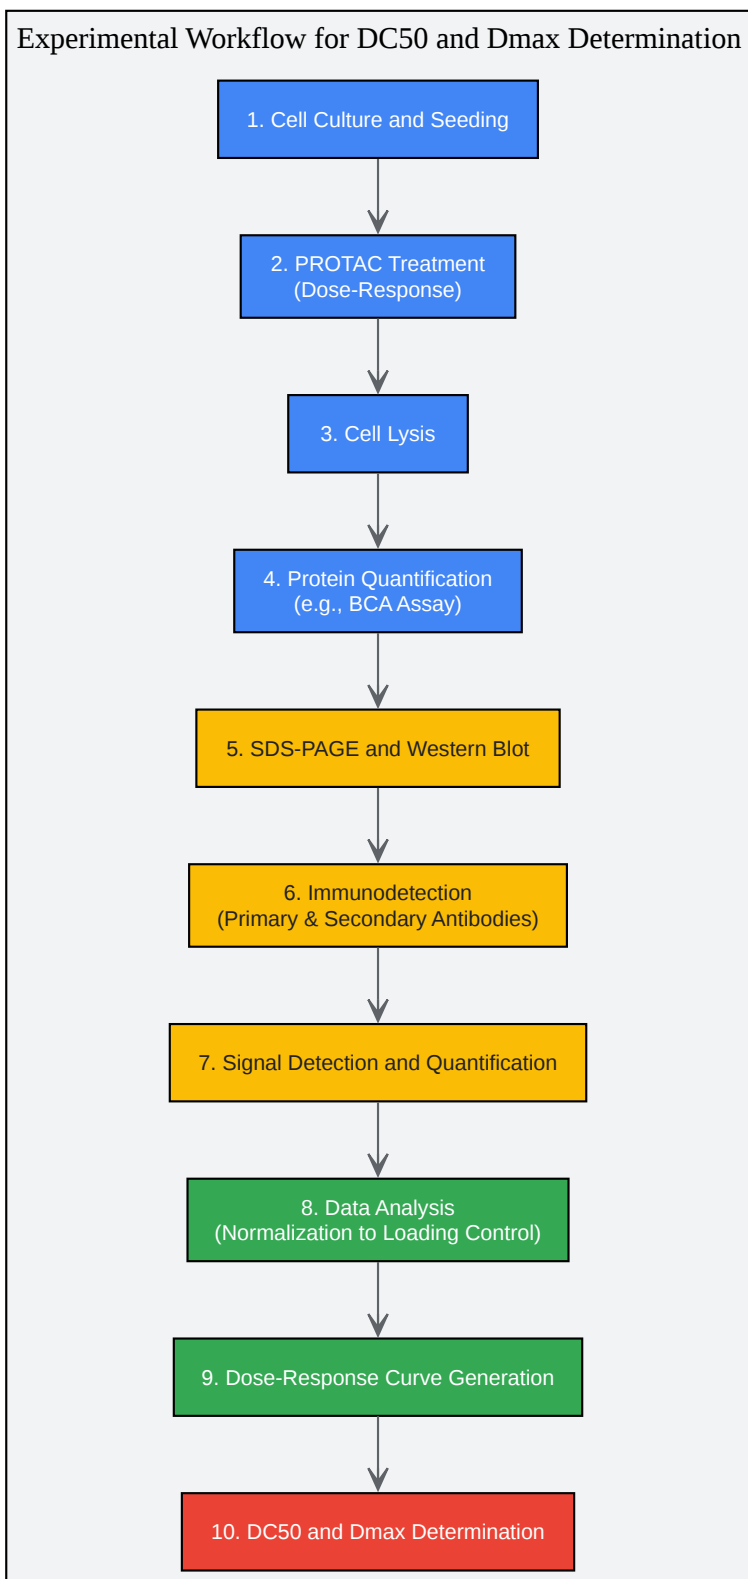 Experimental Workflow for DC50 and Dmax Determination
1. Cell Culture and Seeding
2. PROTAC Treatment
(Dose-Response)
3. Cell Lysis
4. Protein Quantification
(e.g., BCA Assay)
5. SDS-PAGE and Western Blot
6. Immunodetection
(Primary & Secondary Antibodies)
7. Signal Detection and Quantification
8. Data Analysis
(Normalization to Loading Control)
9. Dose-Response Curve Generation
10. DC50 and Dmax Determination